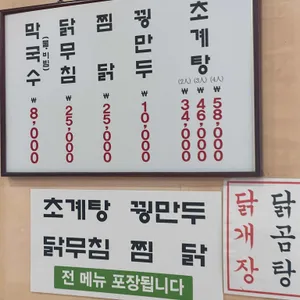 초계탕
(2人) (3人) (4人)
₩34,000 46,000 58,000
꿩만두
₩10,000
찜닭
₩25,000
닭무침
₩25,000
막국수
(물,비빔)
₩8,000
초계탕 꿩만두
닭무침 찜닭
전 메뉴 포장됩니다
닭곰탕
닭개장